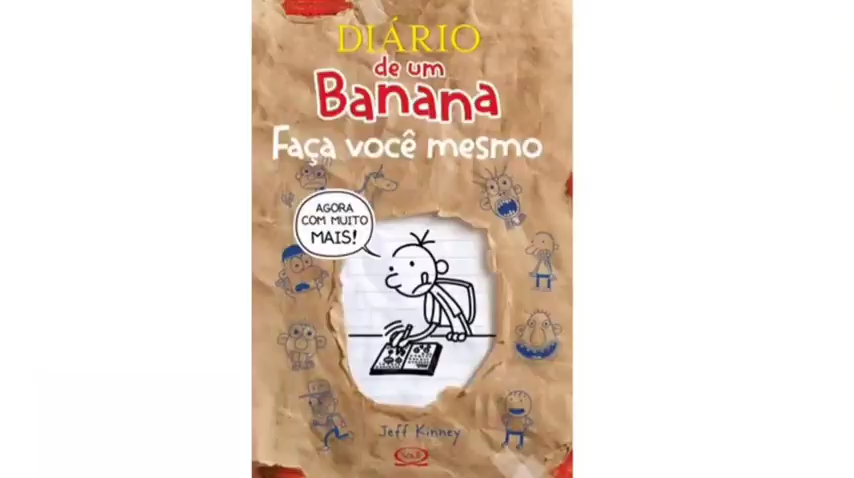 DIÁRIO
de um
Banana
Faça você mesmo
AGORA
COM MUITO
MAIS!
Jeff Kinney